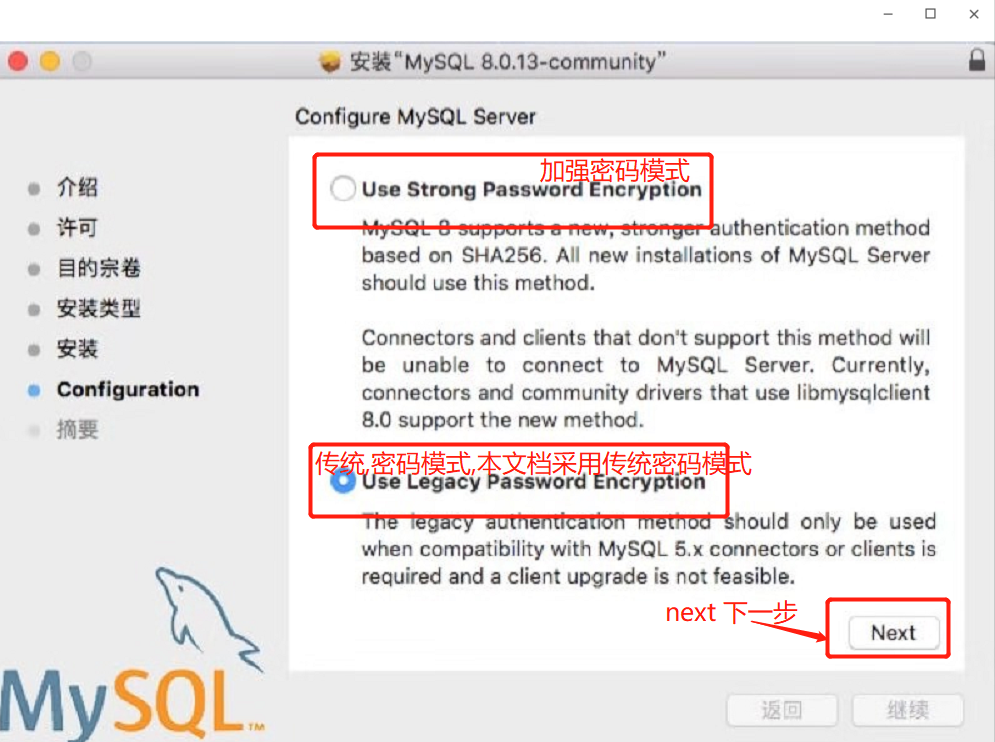 安装“MySQL 8.0.13-community”
Configure MySQL Server
介绍
许可
目的宗卷
安装类型
安装
Configuration
摘要
加强密码模式
Use Strong Password Encryption
MySQL 8 supports a new, stronger authentication method
based on SHA256. All new installations of MySQL Server
should use this method.
Connectors and clients that don't support this method will
be unable to connect to MySQL Server. Currently,
connectors and community drivers that use libmysqlclient
8.0 support the new method.
传统,密码模式,本文档采用传统密码模式
Use Legacy Password Encryption
The legacy authentication method should only be used
when compatibility with MySQL 5.x connectors or clients is
required and a client upgrade is not feasible.
next 下一步
Next
MySQL™
返回
继续